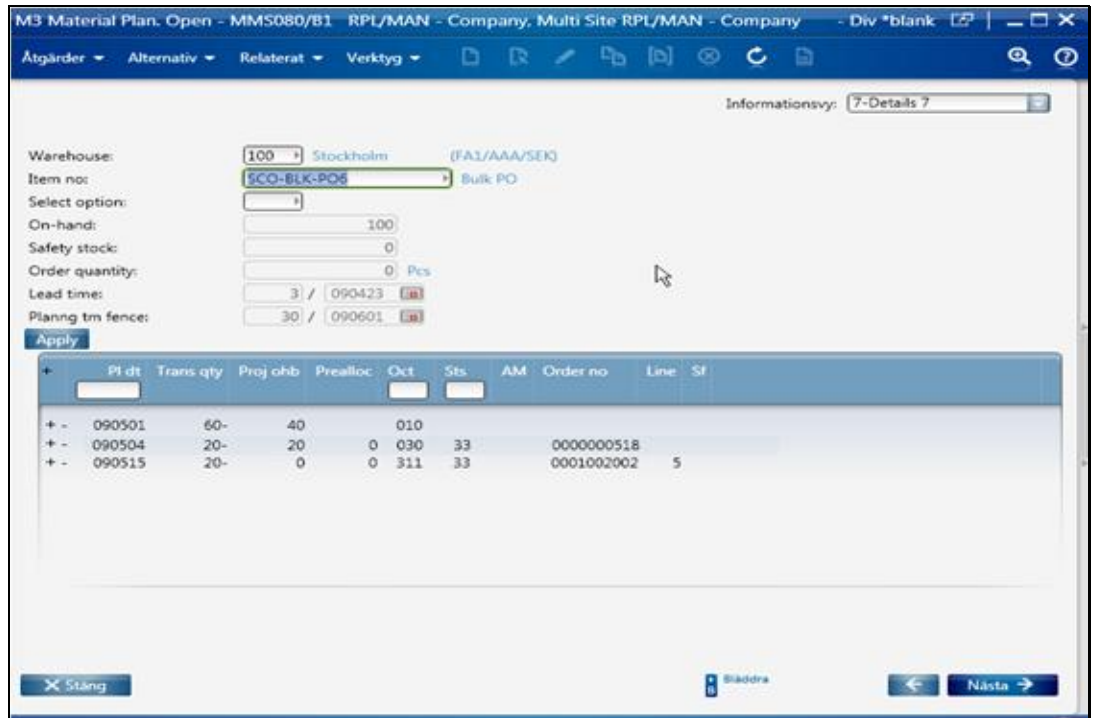 M3 Material Plan. Open - MMS080/B1 RPL/MAN - Company, Multi Site RPL/MAN - Company - Div *blank
Åtgärder Alternativ Relaterat Verktyg
Informationsvy: 7-Details 7
Warehouse: 100 Stockholm (FA1/AAA/SEK)
Item no: SCO-BLK-PO6 Bulk PO
Select option:
On-hand: 100
Safety stock: 0
Order quantity: 0 Pcs
Lead time: 3 / 090423
Planng tm fence: 30 / 090601
Apply
+ Pl dt Trans qty Proj ohb Prealloc Oct Sts AM Order no Line Sf
+ - 090501 60- 40 010
+ - 090504 20- 20 0 030 33 0000000518
+ - 090515 20- 0 0 311 33 0001002002 5
Stäng Bläddra Nästa